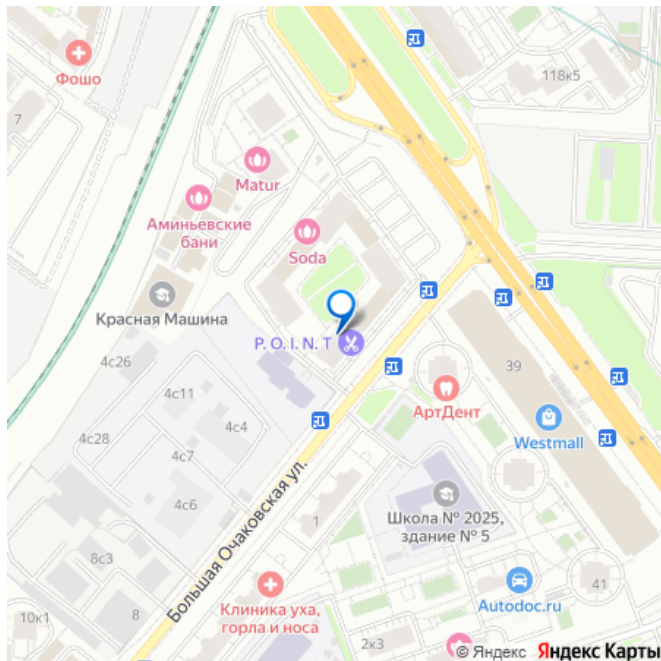 Фошо
118к5
7
Matur
Аминьевские
бани
Soda
Красная Машина
P.O.I.N.T
4с26
39
4с11
АртДент
4с4
4с28
Westmall
4с7
Большая Очаковская ул.
4с6
1
Школа № 2025,
здание № 5
8с3
Autodoc.ru
41
10к1
8
Клиника уха,
горла и носа
2к3
© Яндекс Яндекс Карты